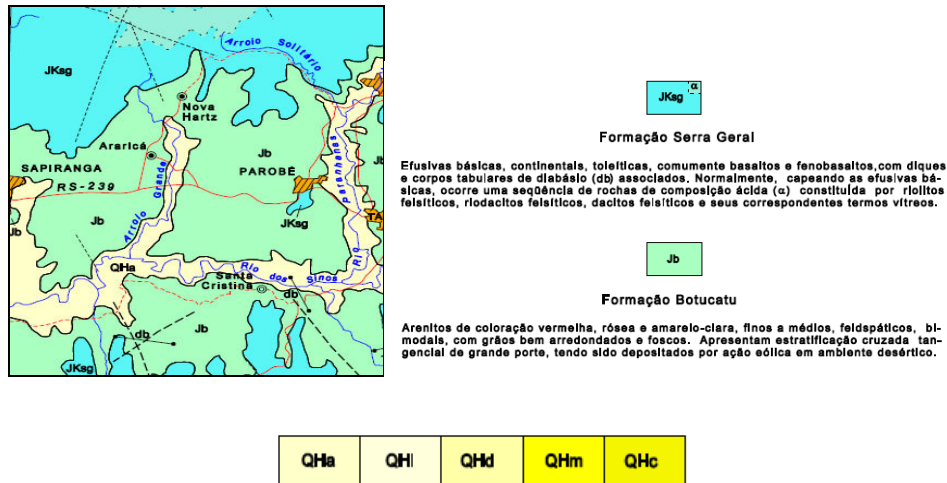 Arroio Solitário
JKsg
Nova
Hartz
Araricá
Jb
SAPIRANGA
PAROBÉ
RS-239
Rio Paranhanas
Arroio Grande
Jb
JKsg
TA
Jb
QHa
Rio dos Sinos
Santa
Cristina
db
db
Jb
JKsg
JKsg
α
Formação Serra Geral
Efusivas básicas, continentais, toleíticas, comumente basaltos e fenobasaltos,com diques
e corpos tabulares de diabásio (db) associados. Normalmente, capeando as efusivas bá-
sicas, ocorre uma seqüência de rochas de composição ácida (α) constituída por riolitos
felsíticos, riodacitos felsíticos, dacitos felsíticos e seus correspondentes termos vítreos.
Jb
Formação Botucatu
Arenitos de coloração vermelha, rósea e amarelo-clara, finos a médios, feldspáticos, bi-
modais, com grãos bem arredondados e foscos. Apresentam estratificação cruzada tan-
gencial de grande porte, tendo sido depositados por ação eólica em ambiente desértico.
QHa QHl QHd QHm QHc